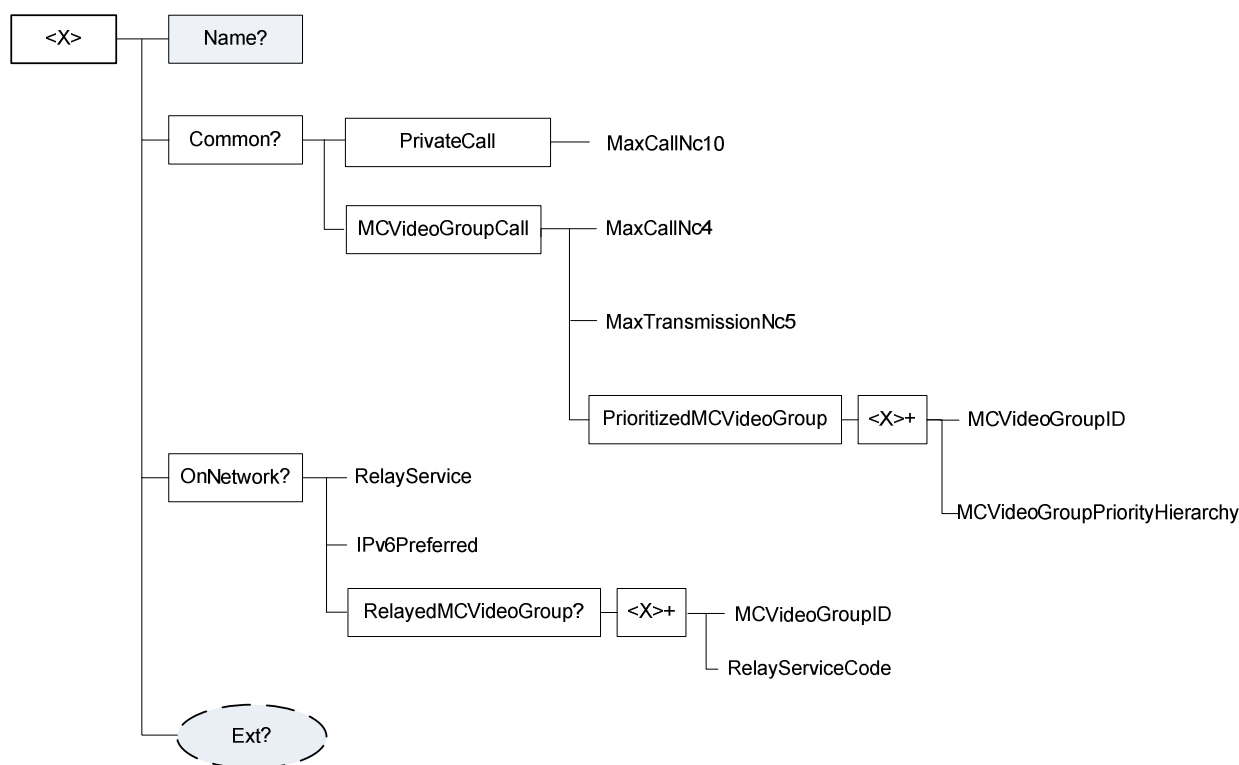 <X>
Name?
Common?
PrivateCall
MaxCallNc10
MCVideoGroupCall
MaxCallNc4
MaxTransmissionNc5
PrioritizedMCVideoGroup
<X>+
MCVideoGroupID
MCVideoGroupPriorityHierarchy
OnNetwork?
RelayService
IPv6Preferred
RelayedMCVideoGroup?
<X>+
MCVideoGroupID
RelayServiceCode
Ext?